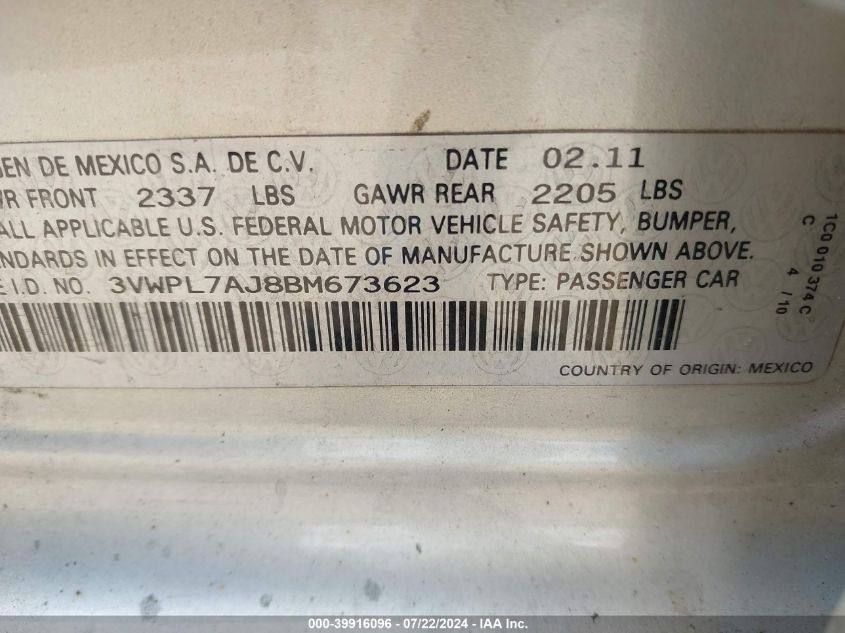 GEN DE MEXICO S.A. DE C.V. DATE 02.11
WR FRONT 2337 LBS GAWR REAR 2205 LBS
ALL APPLICABLE U.S. FEDERAL MOTOR VEHICLE SAFETY, BUMPER,
NDARDS IN EFFECT ON THE DATE OF MANUFACTURE SHOWN ABOVE.
E I.D. NO. 3VWPL7AJ8BM673623 TYPE: PASSENGER CAR
COUNTRY OF ORIGIN: MEXICO
1C0 010 374 C
C 4 / 10
000-39916096 - 07/22/2024 - IAA Inc.